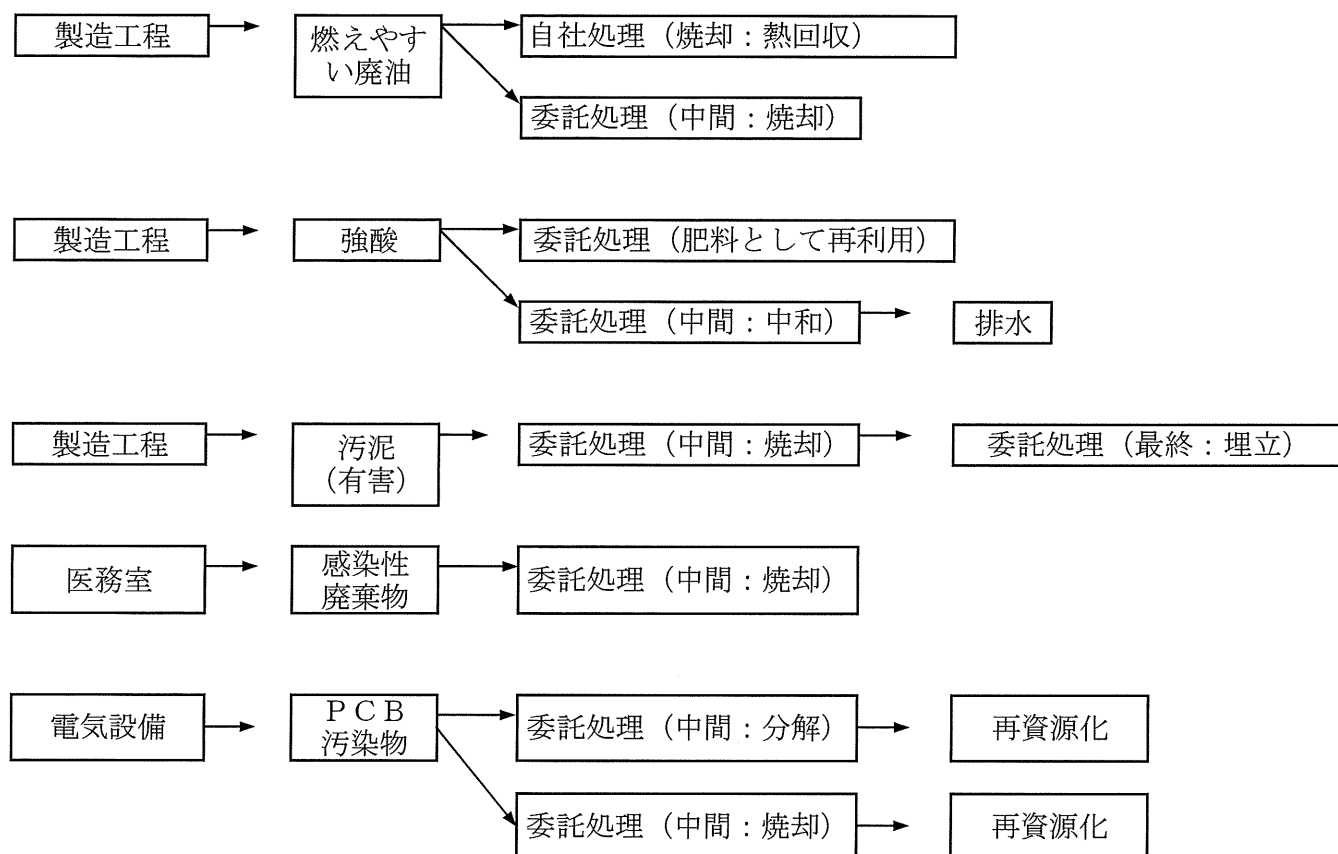 製造工程
燃えやす
い廃油
自社処理（焼却：熱回収）
委託処理（中間：焼却）
製造工程
強酸
委託処理（肥料として再利用）
委託処理（中間：中和）
排水
製造工程
汚泥
（有害）
委託処理（中間：焼却）
委託処理（最終：埋立）
医務室
感染性
廃棄物
委託処理（中間：焼却）
電気設備
ＰＣＢ
汚染物
委託処理（中間：分解）
再資源化
委託処理（中間：焼却）
再資源化